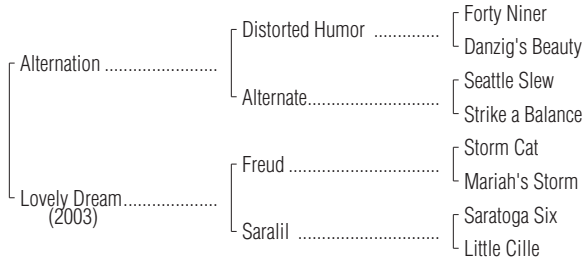 Forty Niner
Distorted Humor ..............
Danzig's Beauty
Alternation ........................
Seattle Slew
Alternate............................
Strike a Balance
Storm Cat
Freud ................................
Mariah's Storm
Lovely Dream..............
(2003)
Saratoga Six
Saralil ..............................
Little Cille